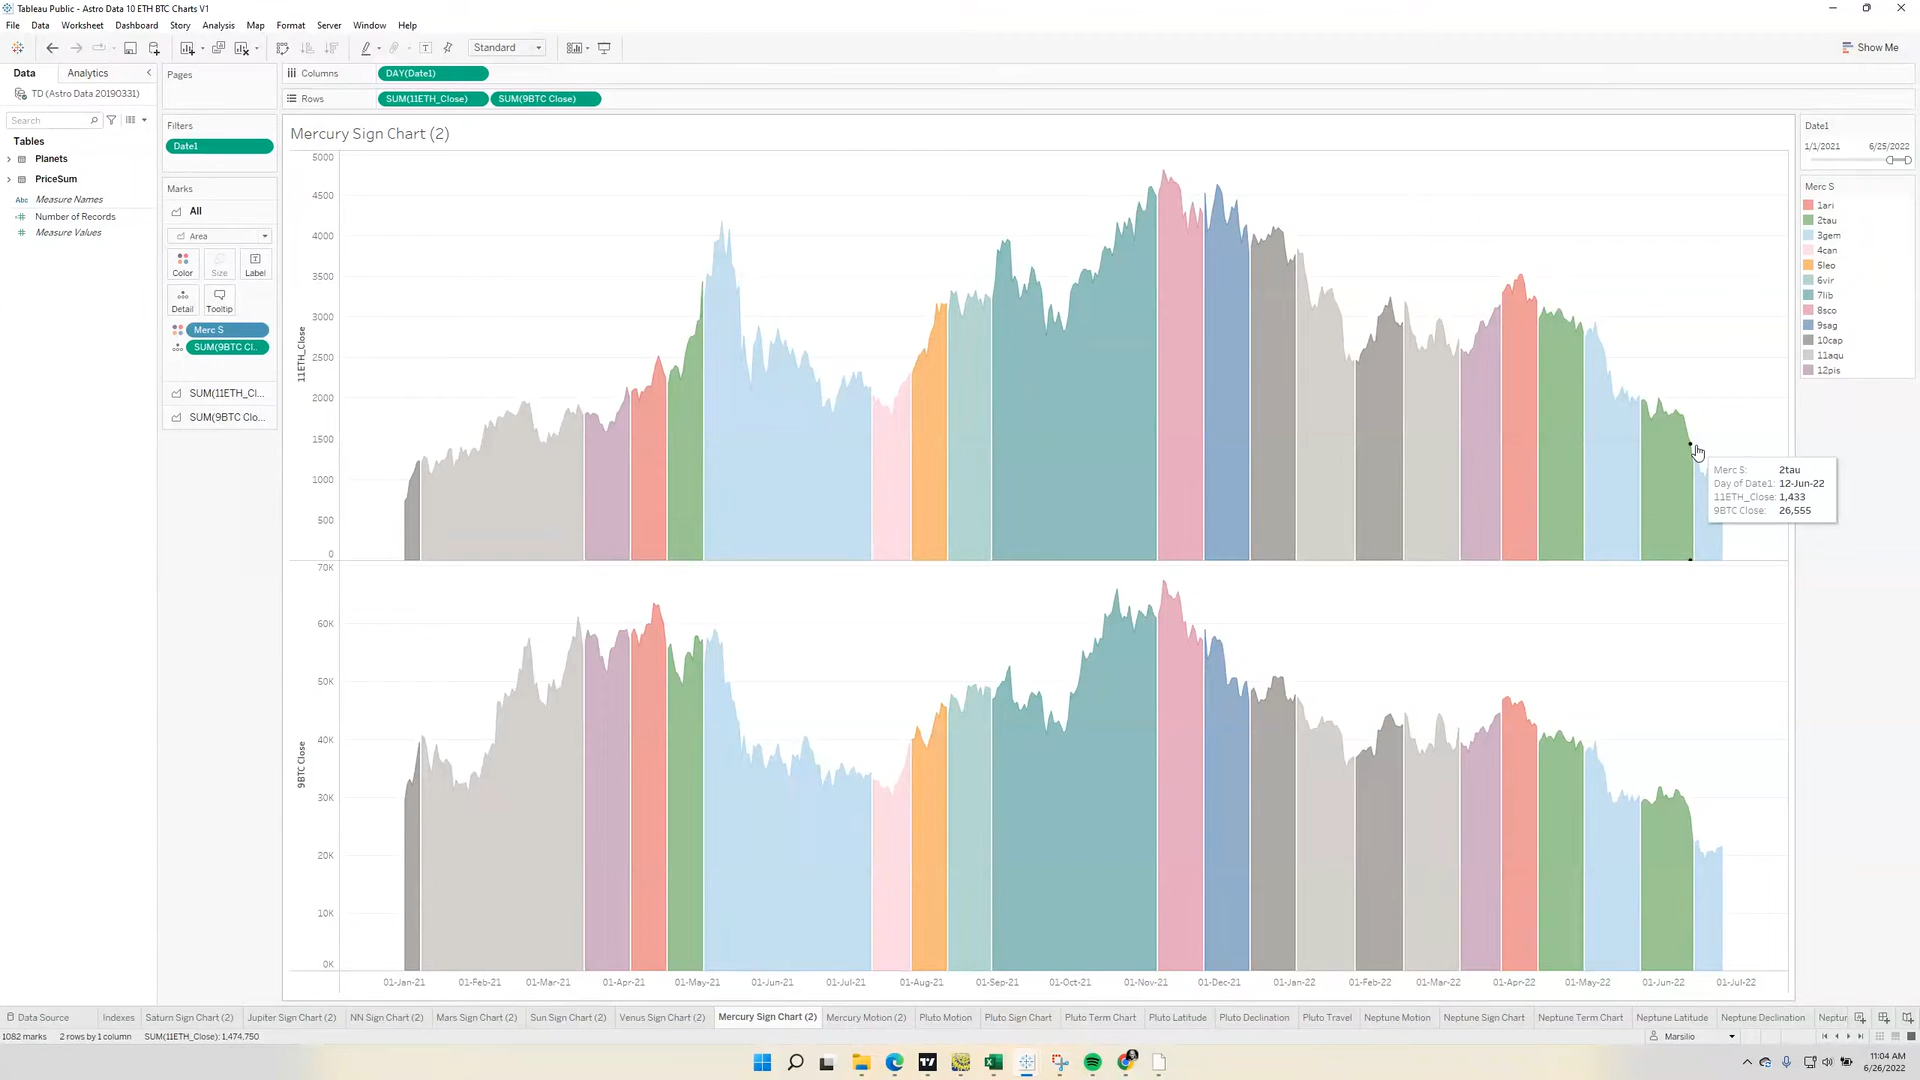 Tableau Public - Astro Data 10 ETH BTC Charts V1
File Data Worksheet Dashboard Story Analysis Map Format Server Window Help
Standard
Show Me
Data Analytics
Pages
Columns DAY(Date1)
TD (Astro Data 20190331)
Rows SUM(11ETH_Close) SUM(9BTC Close)
Search
Filters
Date1
Tables
Planets
PriceSum
Measure Names
Number of Records
Measure Values
Marks
All
Area
Color Size Label
Detail Tooltip
Merc S
SUM(9BTC Cl..
SUM(11ETH_Cl...
SUM(9BTC Clo...
Mercury Sign Chart (2)
5000
4500
4000
3500
3000
2500
2000
1500
1000
500
0
11ETH_Close
70K
60K
50K
40K
30K
20K
10K
0K
9BTC Close
01-Jan-21 01-Feb-21 01-Mar-21 01-Apr-21 01-May-21 01-Jun-21 01-Jul-21 01-Aug-21 01-Sep-21 01-Oct-21 01-Nov-21 01-Dec-21 01-Jan-22 01-Feb-22 01-Mar-22 01-Apr-22 01-May-22 01-Jun-22 01-Jul-22
Merc S: 2tau
Day of Date1: 12-Jun-22
11ETH_Close: 1,433
9BTC Close: 26,555
Date1
1/1/2021 6/25/2022
Merc S
1ari
2tau
3gem
4can
5leo
6vir
7lib
8sco
9sag
10cap
11aqu
12pis
Data Source Indexes Saturn Sign Chart (2) Jupiter Sign Chart (2) NN Sign Chart (2) Mars Sign Chart (2) Sun Sign Chart (2) Venus Sign Chart (2) Mercury Sign Chart (2) Mercury Motion (2) Pluto Motion Pluto Sign Chart Pluto Term Chart Pluto Latitude Pluto Declination Pluto Travel Neptune Motion Neptune Sign Chart Neptune Term Chart Neptune Latitude Neptune Declination Neptur
1082 marks 2 rows by 1 column SUM(11ETH_Close): 1,474,750
Marsilio
11:04 AM
6/26/2022